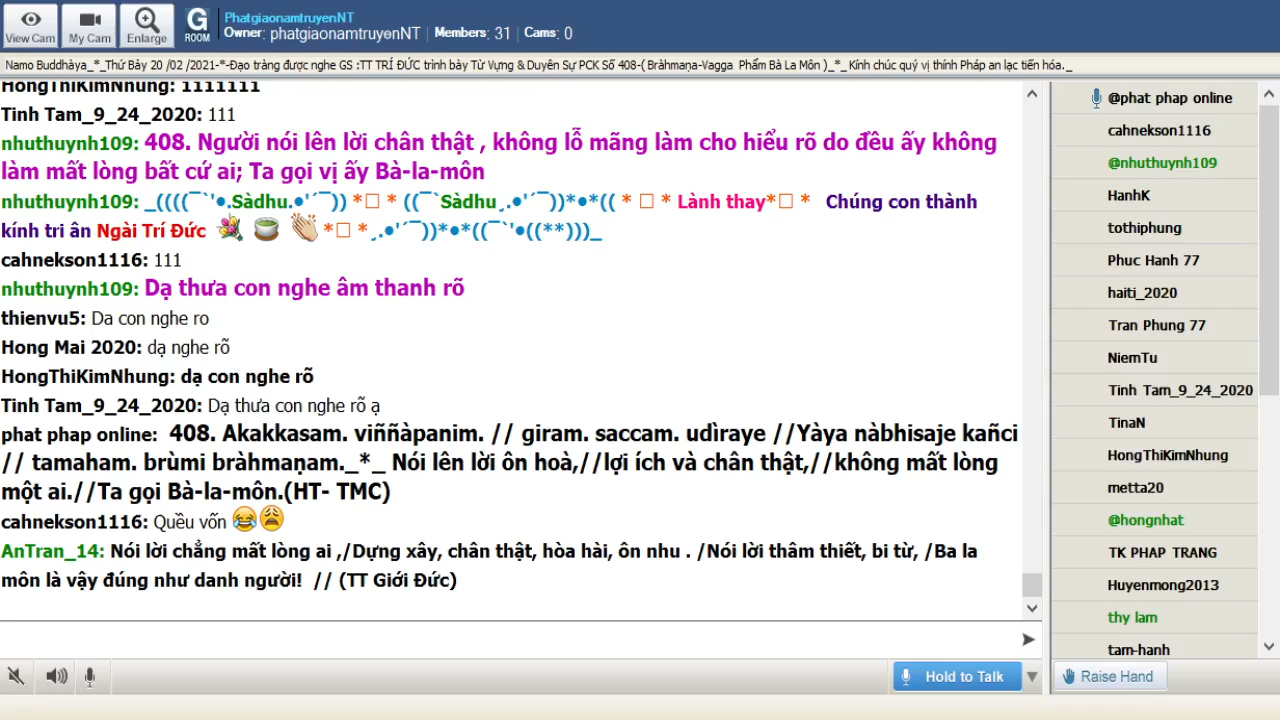 View Cam
My Cam
Enlarge
G
ROOM
PhatgiaonamtruyenNT
Owner: phatgiaonamtruyenNT | Members: 31 | Cams: 0
Namo Buddhàya_*_Thứ Bảy 20 /02 /2021-*-Đạo tràng được nghe GS :TT TRÍ ĐỨC trình bày Từ Vựng & Duyên Sự PCK Số 408-( Bràhmaṇa-Vagga Phẩm Bà La Môn )_*_ Kính chúc quý vị thính Pháp an lạc tiến hóa._
HongThiKimNhung: 1111111
Tinh Tam_9_24_2020: 111
nhuthuynh109: 408. Người nói lên lời chân thật , không lỗ mãng làm cho hiểu rõ do đều ấy không
làm mất lòng bất cứ ai; Ta gọi vị ấy Bà-la-môn
nhuthuynh109: _((((¯`'•.Sàdhu.•'´¯)) *□ * ((¯`Sàdhu¸.•'´¯))*•*(( * □ * Lành thay*□ * Chúng con thành
kính tri ân Ngài Trí Đức 💐 🍵 👏 *□ *¸.•'´¯))*•*((¯`'•((**)))_
cahnekson1116: 111
nhuthuynh109: Dạ thưa con nghe âm thanh rõ
thienvu5: Da con nghe ro
Hong Mai 2020: dạ nghe rõ
HongThiKimNhung: dạ con nghe rõ
Tinh Tam_9_24_2020: Dạ thưa con nghe rõ ạ
phat phap online: 408. Akakkasam. viññàpanim. // giram. saccam. udìraye //Yàya nàbhisaje kañci
// tamaham. brùmi bràhmaṇam._*_ Nói lên lời ôn hoà,//lợi ích và chân thật,//không mất lòng
một ai.//Ta gọi Bà-la-môn.(HT- TMC)
cahnekson1116: Quều vốn 😂😩
AnTran_14: Nói lời chẳng mất lòng ai ,/Dựng xây, chân thật, hòa hài, ôn nhu . /Nói lời thâm thiết, bi từ, /Ba la
môn là vậy đúng như danh người! // (TT Giới Đức)
Hold to Talk
@phat phap online
cahnekson1116
@nhuthuynh109
HanhK
tothiphung
Phuc Hanh 77
haiti_2020
Tran Phung 77
NiemTu
Tinh Tam_9_24_2020
TinaN
HongThiKimNhung
metta20
@hongnhat
TK PHAP TRANG
Huyenmong2013
thy lam
tam-hanh
Raise Hand